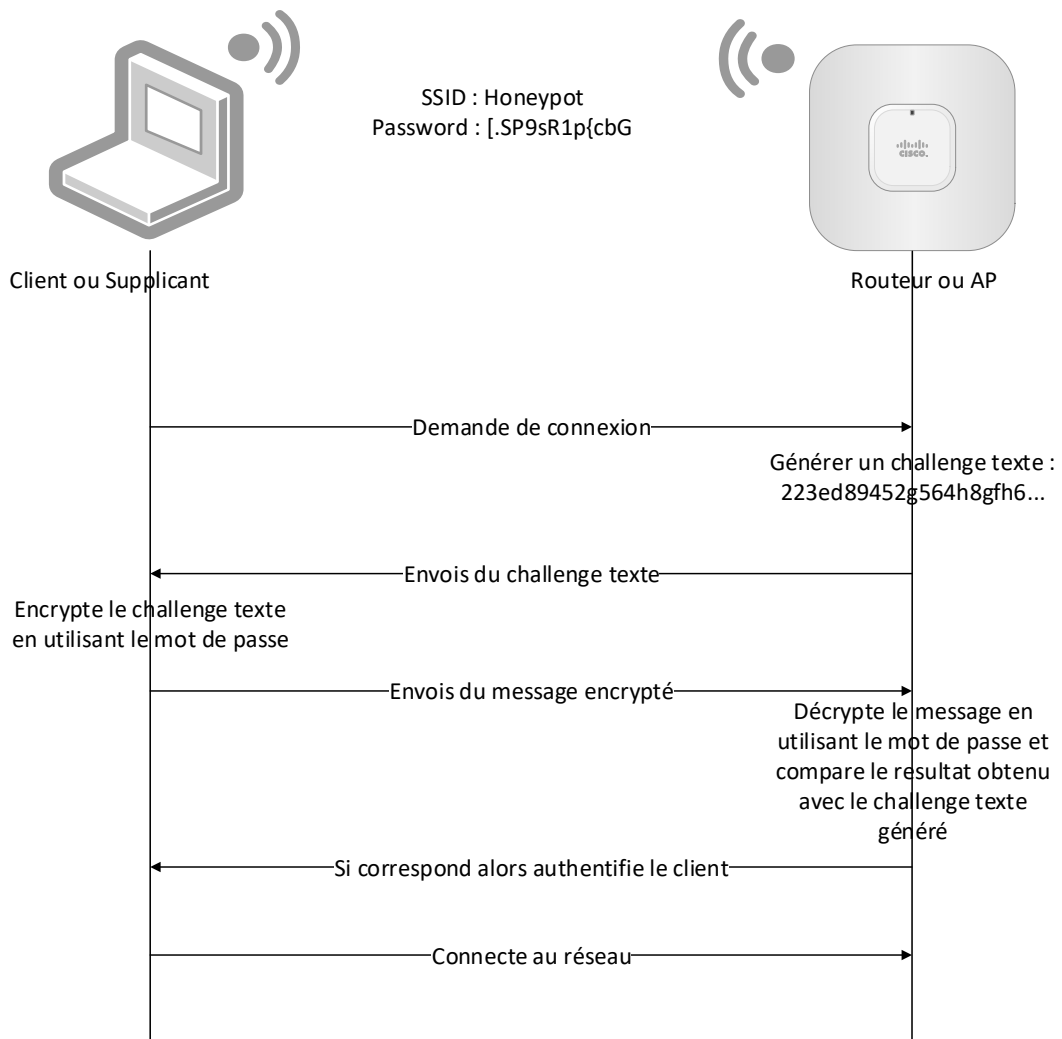 SSID : Honeypot
Password : [.SP9sR1p{cbG
CISCO.
Client ou Supplicant
Routeur ou AP
Demande de connexion
Générer un challenge texte :
223ed89452g564h8gfh6...
Envois du challenge texte
Encrypte le challenge texte
en utilisant le mot de passe
Envois du message encrypté
Décrypte le message en
utilisant le mot de passe et
compare le resultat obtenu
avec le challenge texte
généré
Si correspond alors authentifie le client
Connecte au réseau